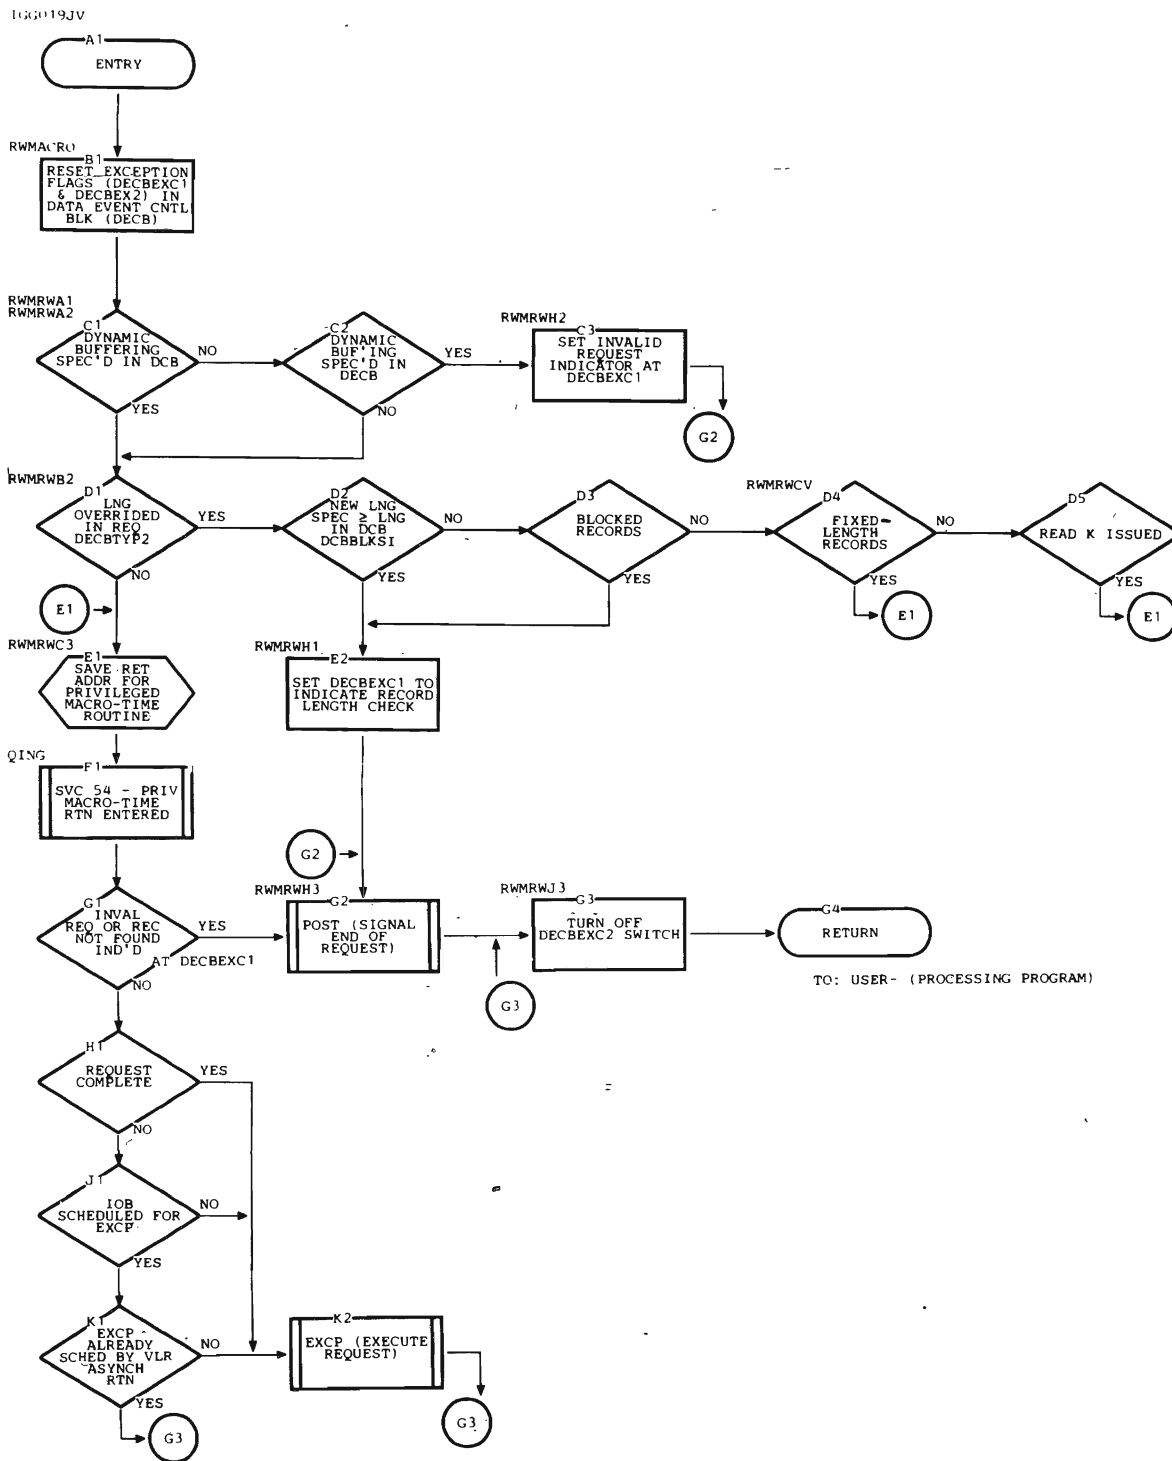 IGG019JV
A1
ENTRY
RWMACRO
B1
RESET EXCEPTION
FLAGS (DECBEXC1
& DECBEX2) IN
DATA EVENT CNTL
BLK (DECB)
RWMRWA1
RWMRWA2
C1
DYNAMIC
BUFFERING
SPEC'D IN DCB
NO
YES
C2
DYNAMIC
BUF'ING
SPEC'D IN
DECB
YES
NO
RWMRWH2
C3
SET INVALID
REQUEST
INDICATOR AT
DECBEXC1
G2
RWMRWB2
D1
LNG
OVERRIDED
IN REQ
DECBTYP2
YES
NO
D2
NEW LNG
SPEC ≥ LNG
IN DCB
DCBBLKSI
NO
YES
D3
BLOCKED
RECORDS
NO
YES
RWMRWCV
D4
FIXED-
LENGTH
RECORDS
NO
YES
E1
D5
READ K ISSUED
YES
E1
E1
RWMRWC3
E1
SAVE RET
ADDR FOR
PRIVILEGED
MACRO-TIME
ROUTINE
RWMRWH1
E2
SET DECBEXC1 TO
INDICATE RECORD
LENGTH CHECK
QING
F1
SVC 54 - PRIV
MACRO-TIME
RTN ENTERED
G2
G1
INVAL
REQ OR REC
NOT FOUND
IND'D
AT DECBEXC1
YES
NO
RWMRWH3
G2
POST (SIGNAL
END OF
REQUEST)
RWMRWJ3
G3
TURN OFF
DECBEXC2 SWITCH
G3
G4
RETURN
TO: USER- (PROCESSING PROGRAM)
H1
REQUEST
COMPLETE
YES
NO
J1
IOB
SCHEDULED FOR
EXCP
NO
YES
K1
EXCP
ALREADY
SCHED BY VLR
ASYNCH
RTN
NO
YES
G3
K2
EXCP (EXECUTE
REQUEST)
G3